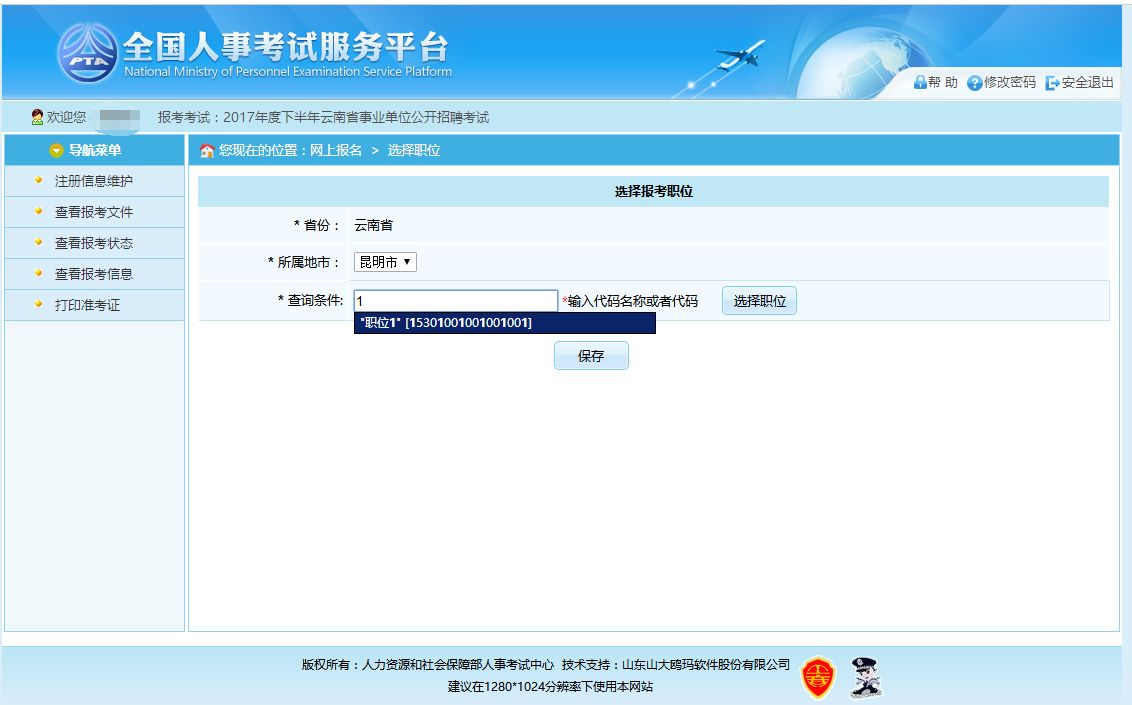 全国人事考试服务平台
PTA
National Ministry of Personnel Examination Service Platform
帮 助 修改密码 安全退出
欢迎您 报考考试：2017年度下半年云南省事业单位公开招聘考试
导航菜单
注册信息维护
查看报考文件
查看报考状态
查看报考信息
打印准考证
您现在的位置：网上报名 > 选择职位
选择报考职位
* 省份： 云南省
* 所属地市： 昆明市
* 查询条件: 1 *输入代码名称或者代码 选择职位
"职位1" [15301001001001001]
保存
版权所有：人力资源和社会保障部人事考试中心 技术支持：山东山大鸥玛软件股份有限公司
建议在1280*1024分辨率下使用本网站